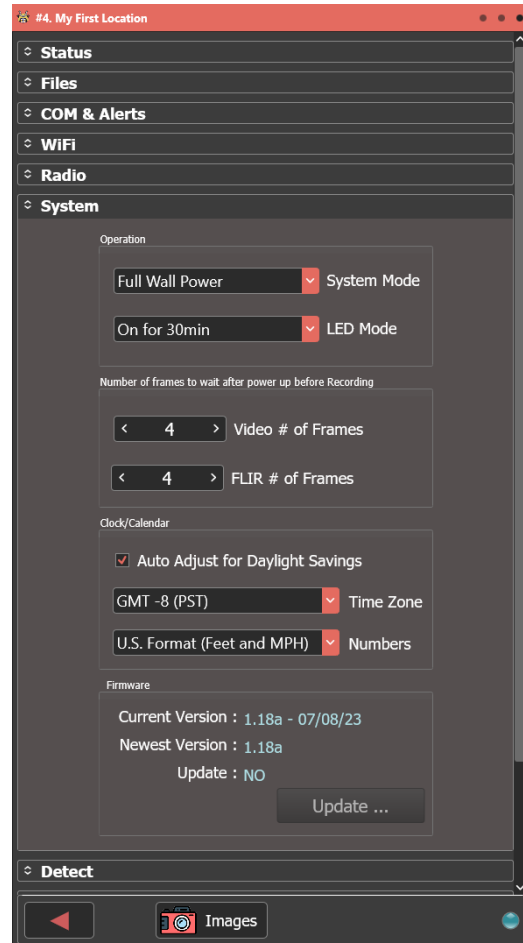 #4. My First Location
Status
Files
COM & Alerts
WiFi
Radio
System
Operation
Full Wall Power System Mode
On for 30min LED Mode
Number of frames to wait after power up before Recording
4 Video # of Frames
4 FLIR # of Frames
Clock/Calendar
Auto Adjust for Daylight Savings
GMT -8 (PST) Time Zone
U.S. Format (Feet and MPH) Numbers
Firmware
Current Version : 1.18a - 07/08/23
Newest Version : 1.18a
Update : NO
Update ...
Detect
Images